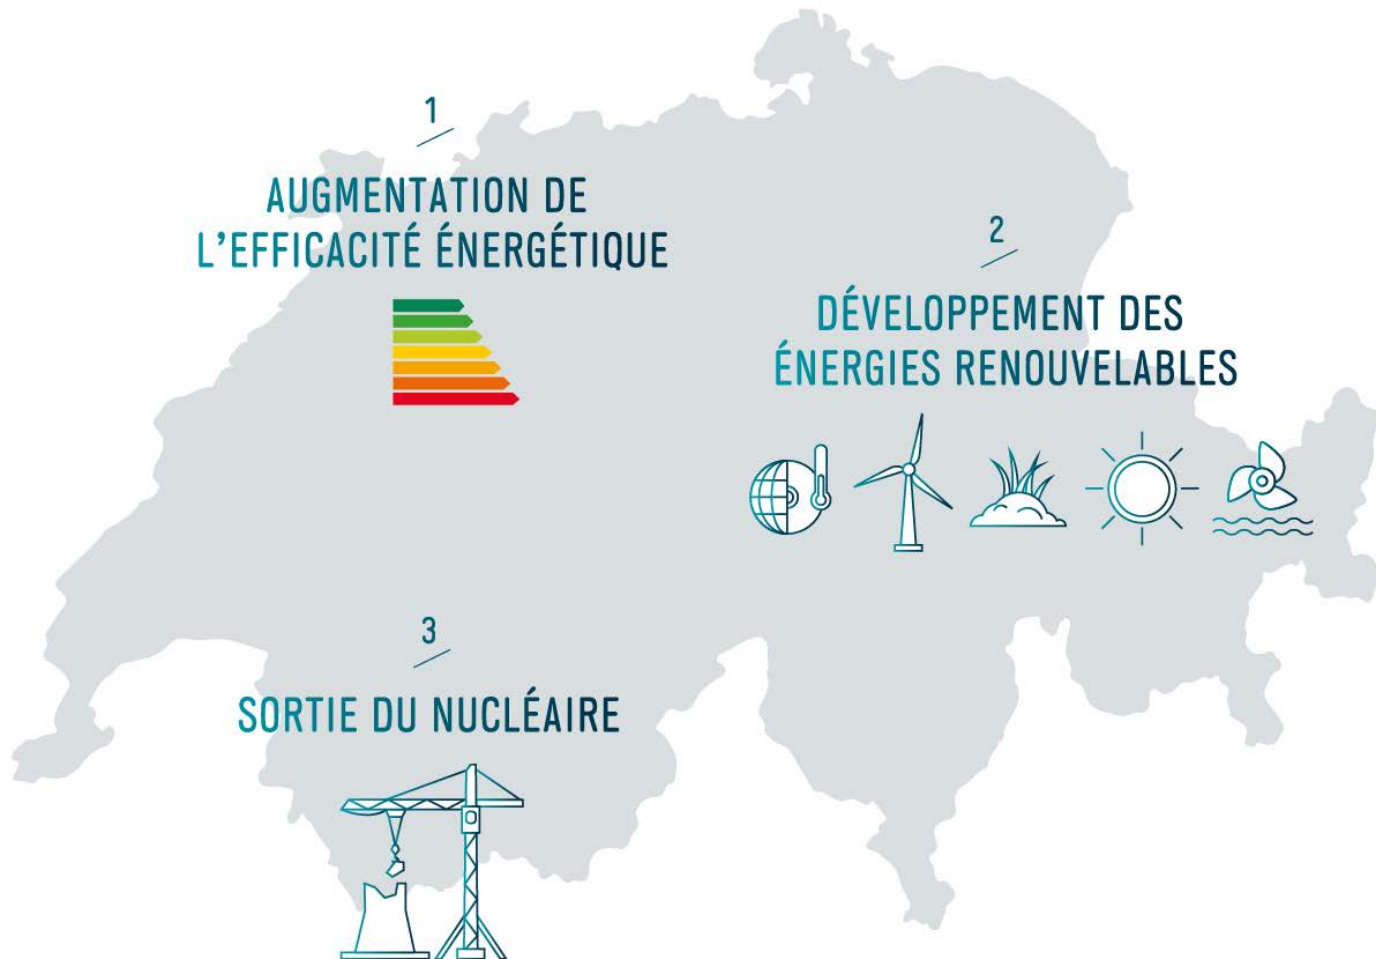 1
AUGMENTATION DE
L'EFFICACITÉ ÉNERGÉTIQUE
2
DÉVELOPPEMENT DES
ÉNERGIES RENOUVELABLES
3
SORTIE DU NUCLÉAIRE